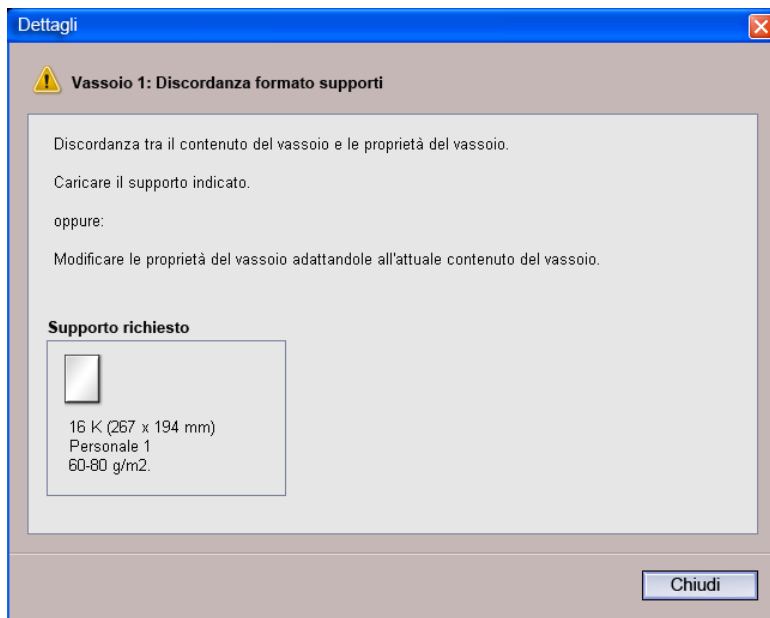 Dettagli
Vassoio 1: Discordanza formato supporti
Discordanza tra il contenuto del vassoio e le proprietà del vassoio.
Caricare il supporto indicato.
oppure:
Modificare le proprietà del vassoio adattandole all'attuale contenuto del vassoio.
Supporto richiesto
16 K (267 x 194 mm)
Personale 1
60-80 g/m2.
Chiudi